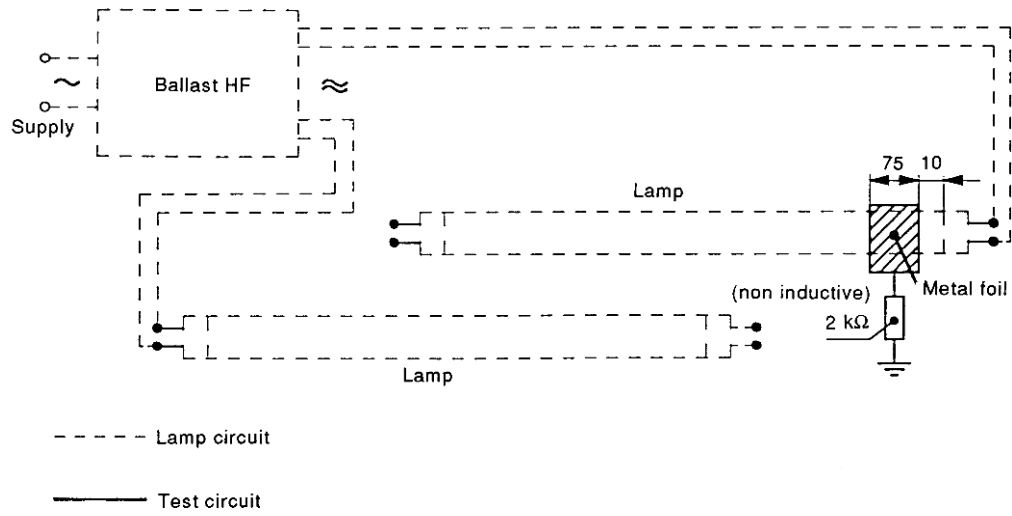 Ballast HF
Supply
75
10
Lamp
Metal foil
(non inductive)
2 kΩ
Lamp
Lamp circuit
Test circuit